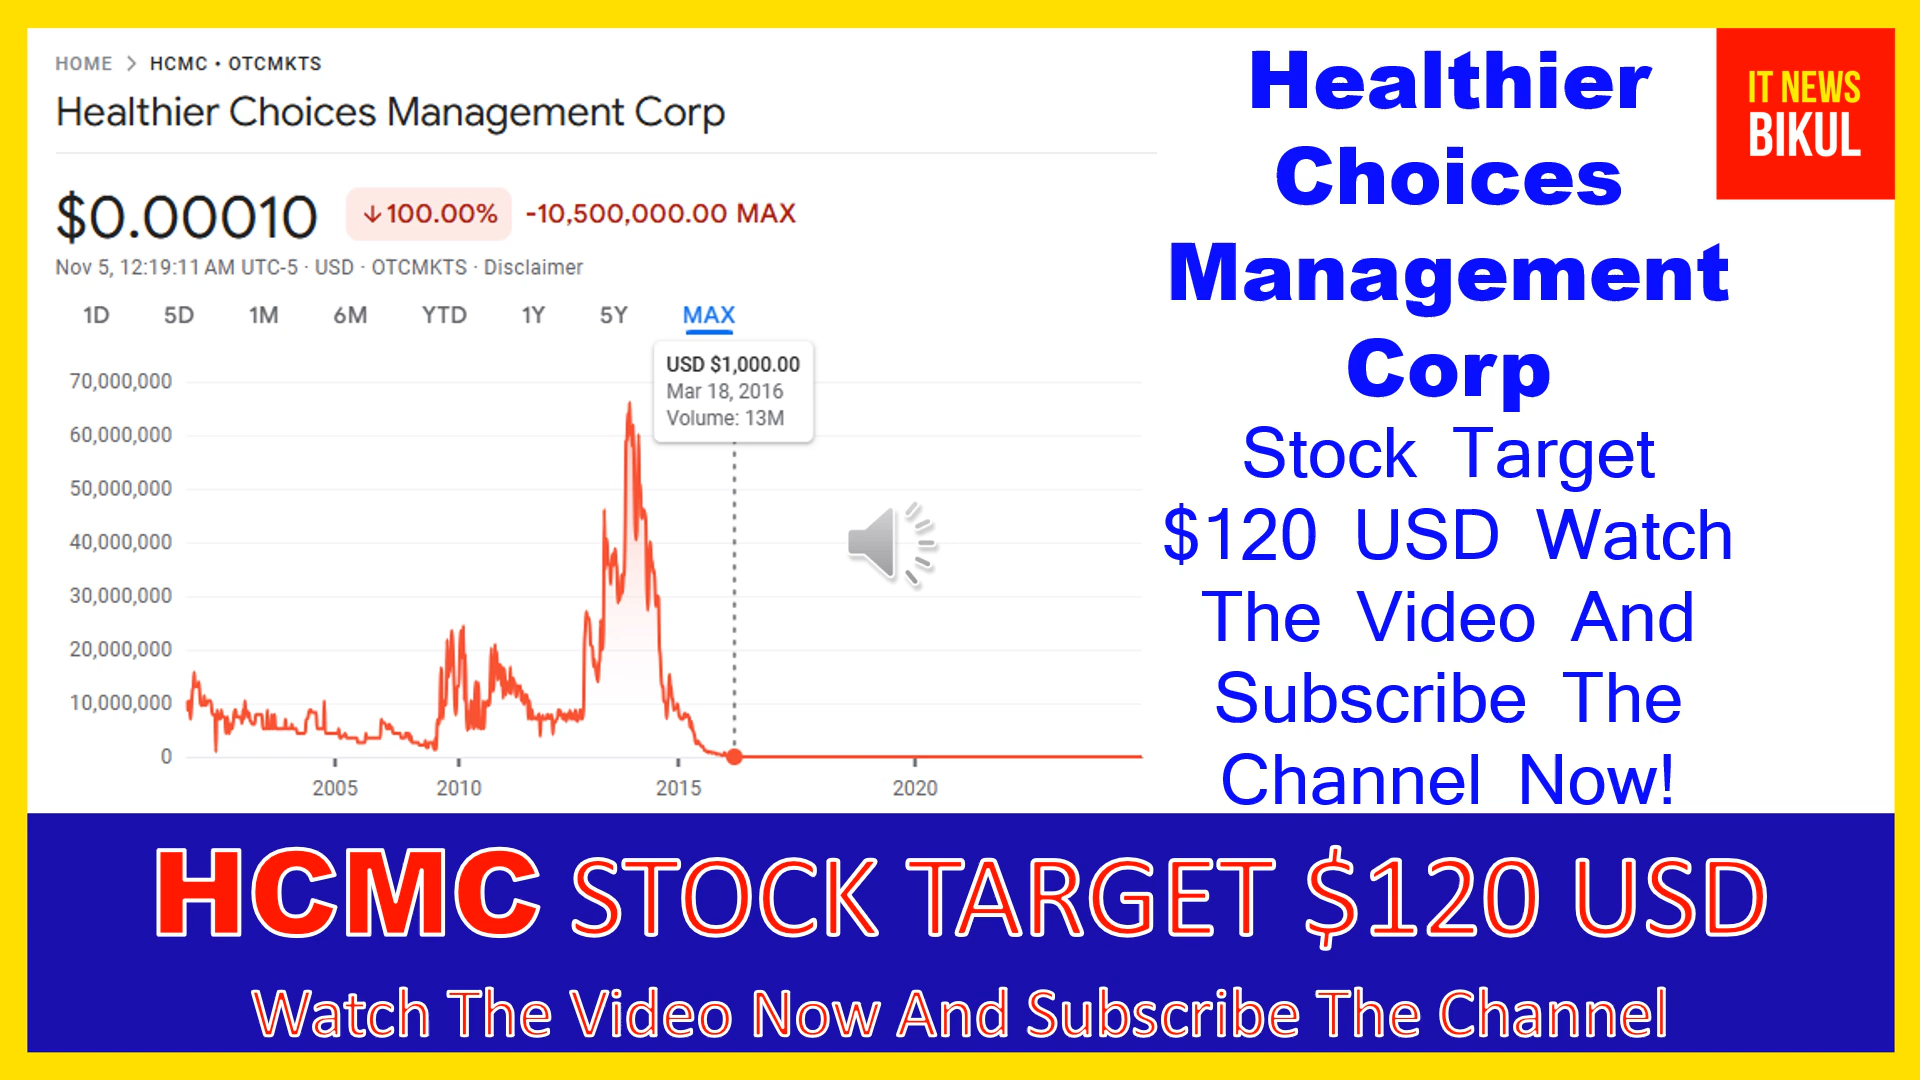 HOME > HCMC • OTCMKTS
Healthier Choices Management Corp
$0.00010 ↓100.00% -10,500,000.00 MAX
Nov 5, 12:19:11 AM UTC-5 · USD · OTCMKTS · Disclaimer
1D 5D 1M 6M YTD 1Y 5Y MAX
USD $1,000.00
Mar 18, 2016
Volume: 13M
70,000,000
60,000,000
50,000,000
40,000,000
30,000,000
20,000,000
10,000,000
0
2005 2010 2015 2020
Healthier
Choices
Management
Corp
Stock Target
$120 USD Watch
The Video And
Subscribe The
Channel Now!
IT NEWS
BIKUL
HCMC STOCK TARGET $120 USD
Watch The Video Now And Subscribe The Channel